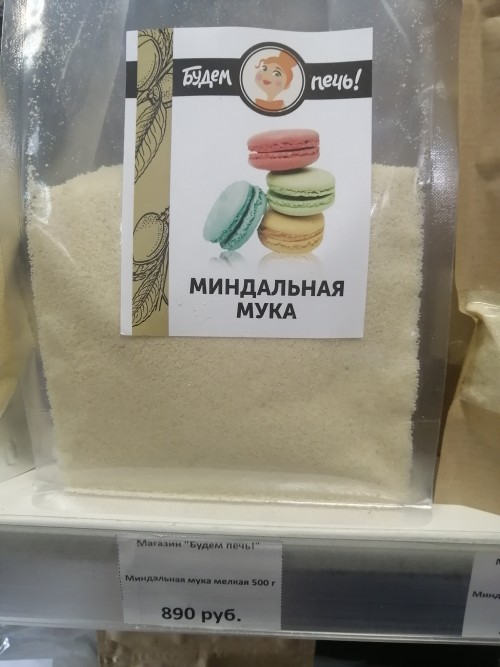 Будем печь!
МИНДАЛЬНАЯ
МУКА
Магазин "Будем печь!"
Миндальная мука мелкая 500 г
890 руб.